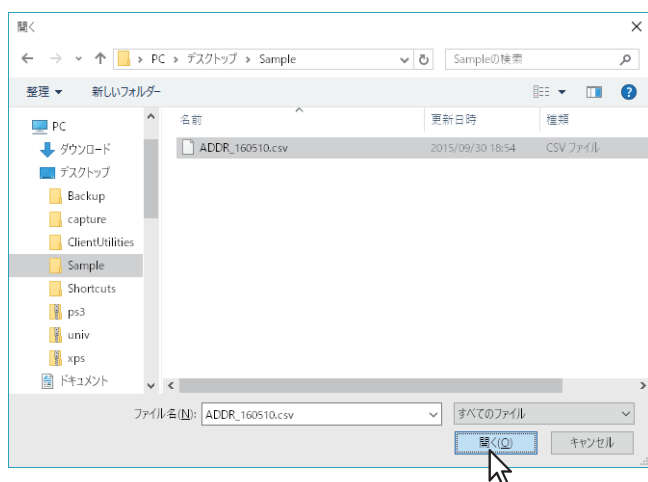 開く
PC › デスクトップ › Sample
Sampleの検索
整理 ▼ 新しいフォルダー
名前 更新日時 種類
ADDR_160510.csv 2015/09/30 18:54 CSV ファイル
PC
ダウンロード
デスクトップ
Backup
capture
ClientUtilities
Sample
Shortcuts
ps3
univ
xps
ドキュメント
ファイル名(N): ADDR_160510.csv すべてのファイル
開く(O) キャンセル